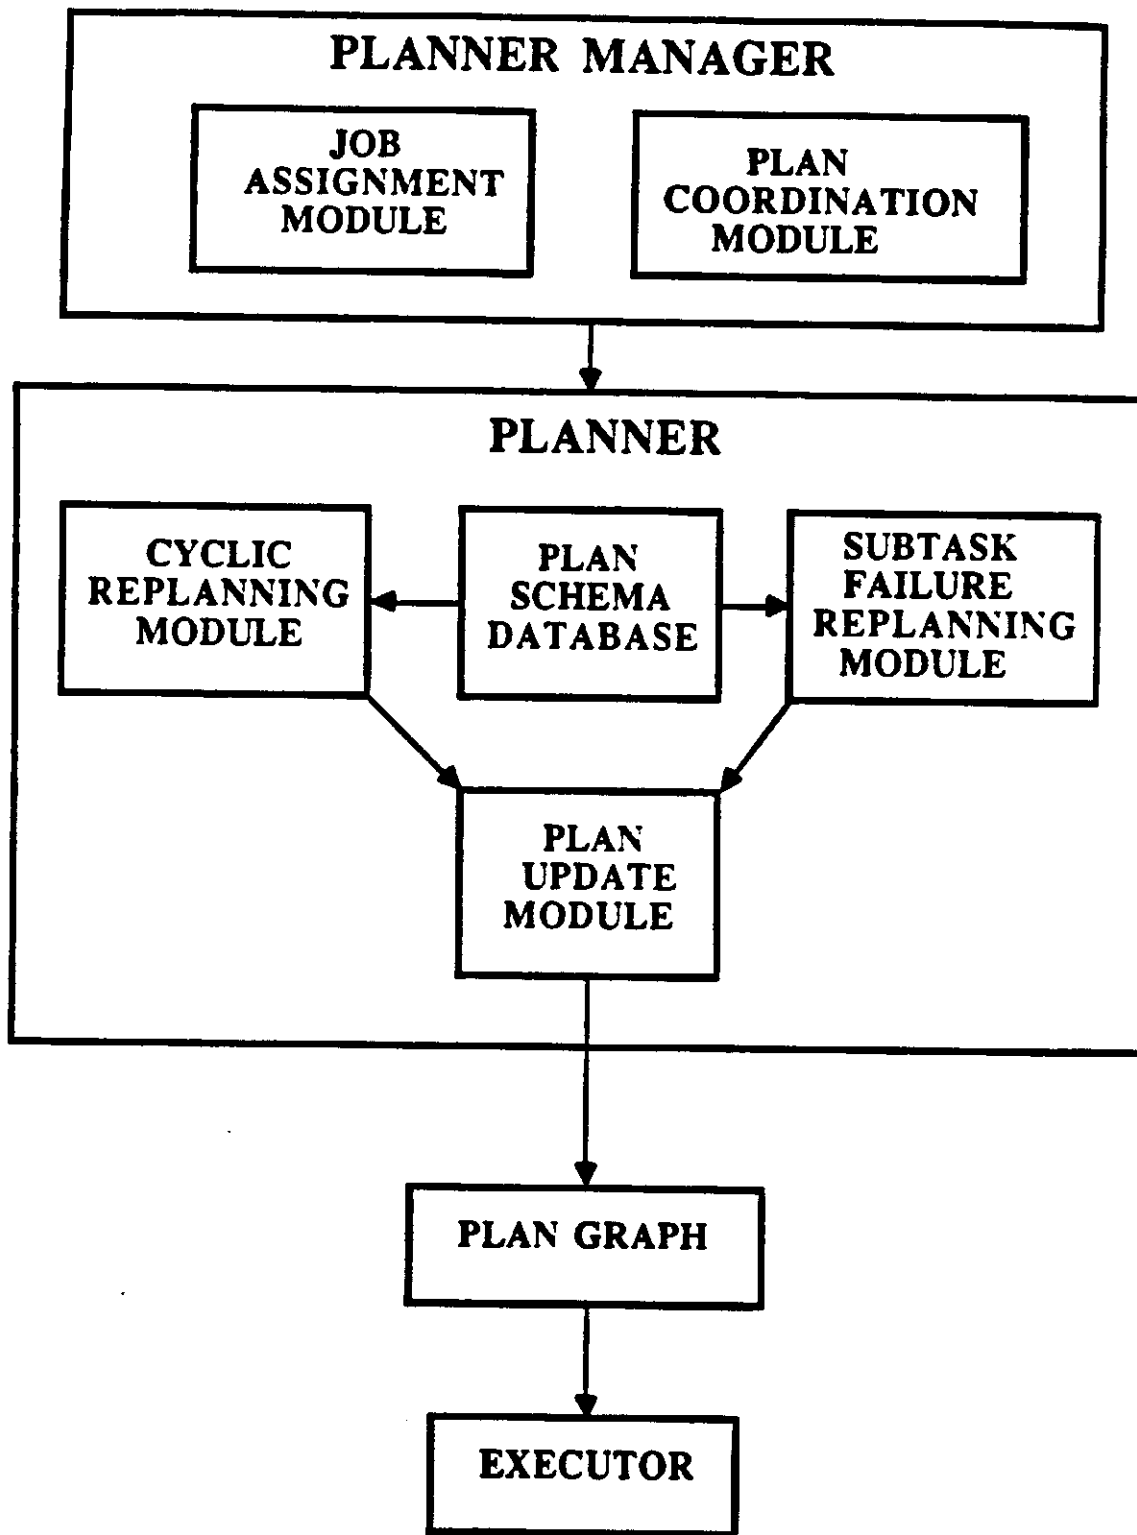 PLANNER MANAGER
JOB
ASSIGNMENT
MODULE
PLAN
COORDINATION
MODULE
PLANNER
CYCLIC
REPLANNING
MODULE
PLAN
SCHEMA
DATABASE
SUBTASK
FAILURE
REPLANNING
MODULE
PLAN
UPDATE
MODULE
PLAN GRAPH
EXECUTOR